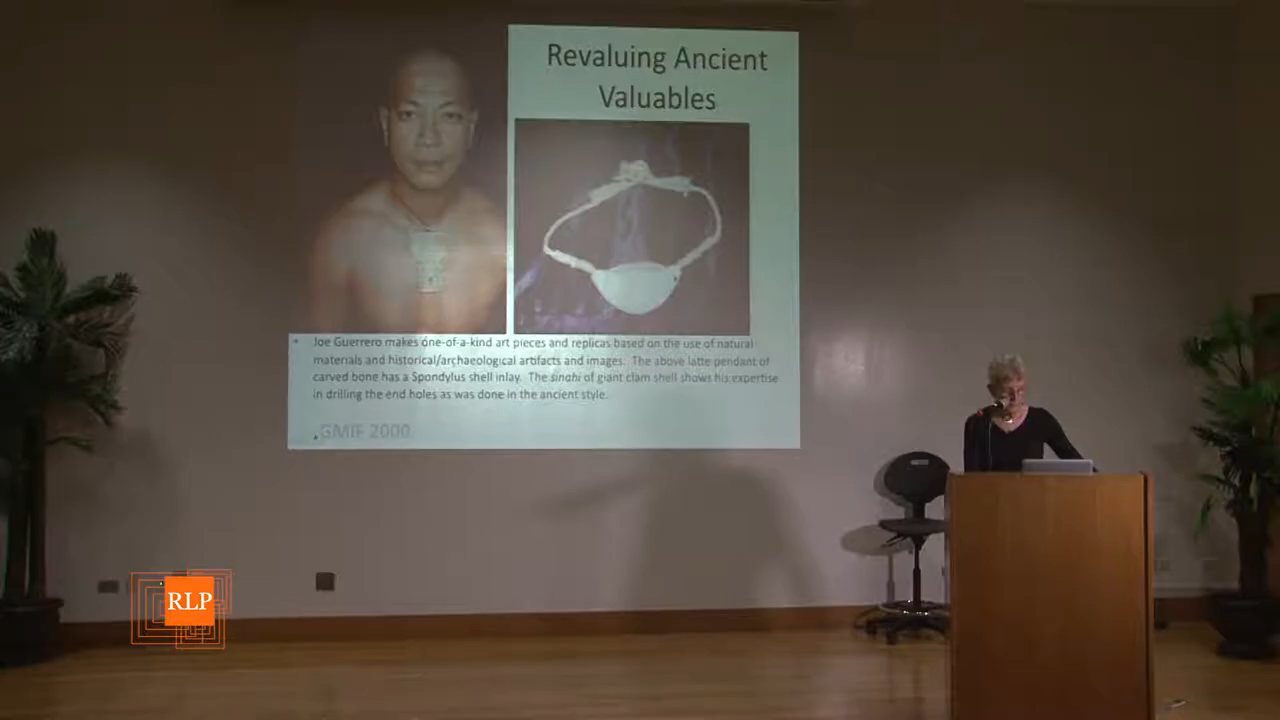 Revaluing Ancient
Valuables
• Joe Guerrero makes one-of-a-kind art pieces and replicas based on the use of natural
materials and historical/archaeological artifacts and images. The above latte pendant of
carved bone has a Spondylus shell inlay. The sinahi of giant clam shell shows his expertise
in drilling the end holes as was done in the ancient style.
GMIF 2000.
RLP